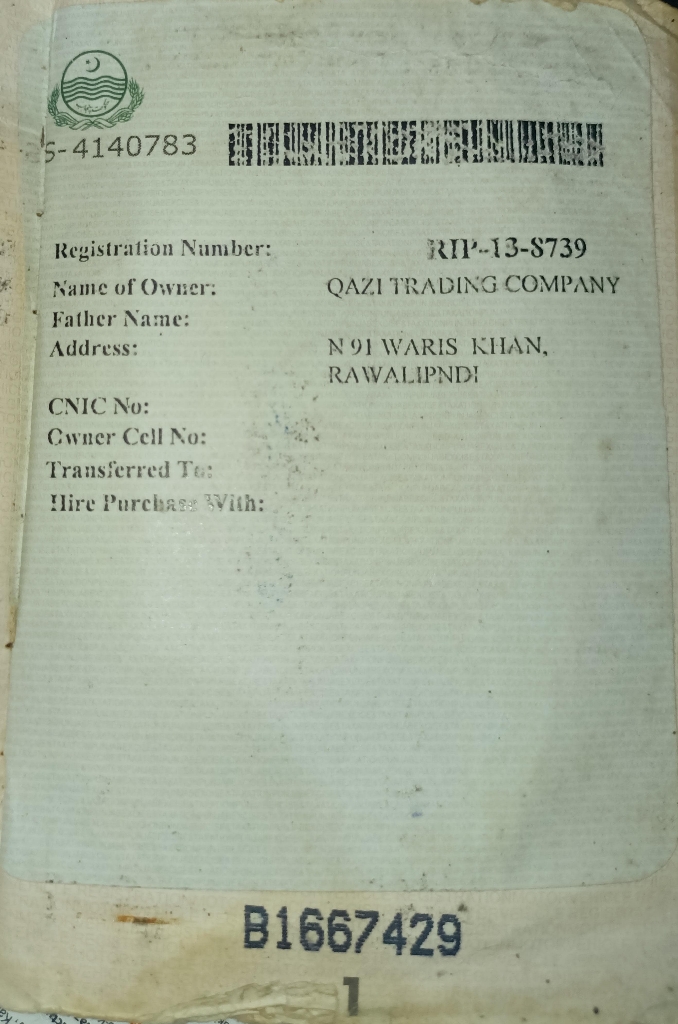 S-4140783
Registration Number: RIP-13-8739
Name of Owner: QAZI TRADING COMPANY
Father Name:
Address: N 91 WARIS KHAN,
RAWALIPNDI
CNIC No:
Owner Cell No:
Transferred To:
Hire Purchase With:
B1667429
1